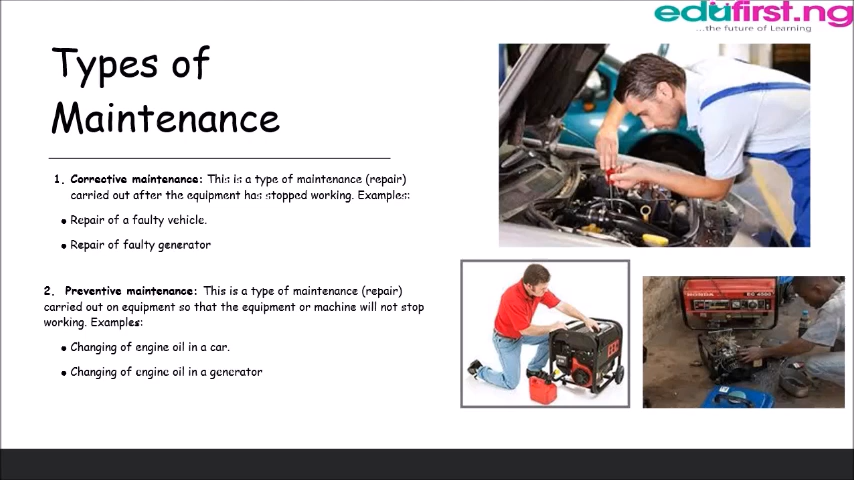 edufirst.ng
...the future of Learning
Types of
Maintenance
1. Corrective maintenance: This is a type of maintenance (repair)
carried out after the equipment has stopped working. Examples:
• Repair of a faulty vehicle.
• Repair of faulty generator
2. Preventive maintenance: This is a type of maintenance (repair)
carried out on equipment so that the equipment or machine will not stop
working. Examples:
• Changing of engine oil in a car.
• Changing of engine oil in a generator
HONDA